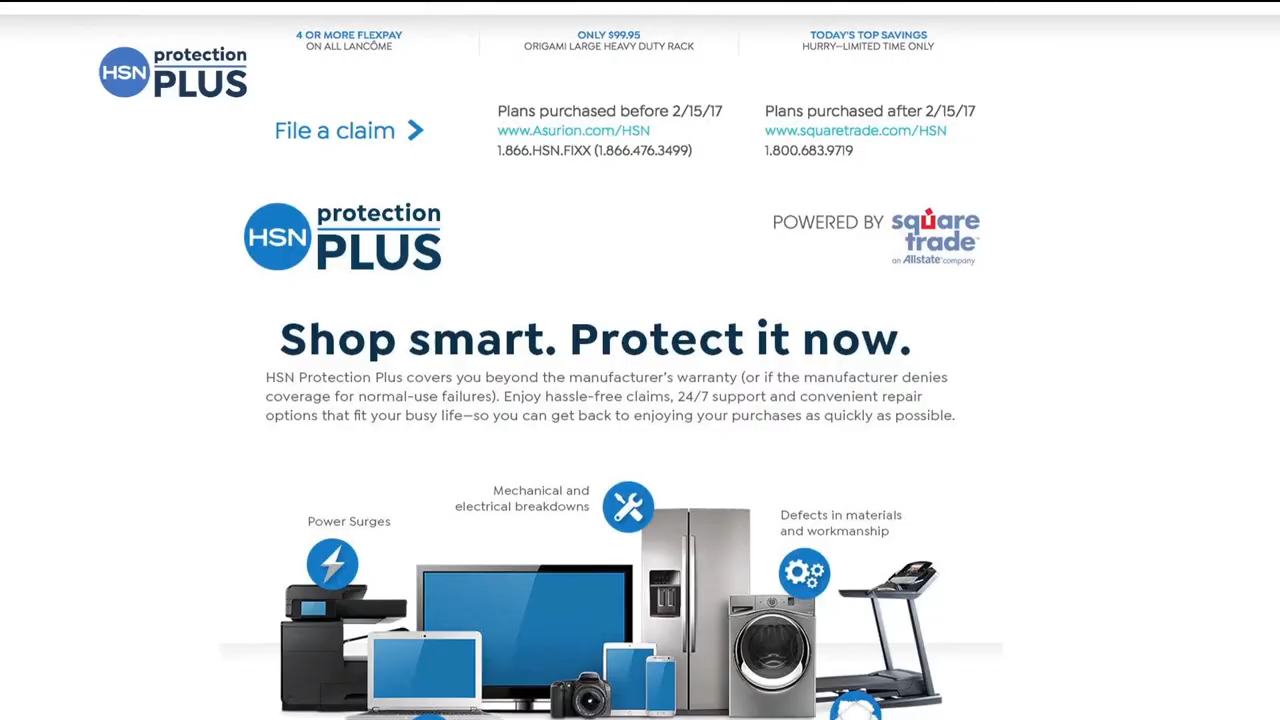 4 OR MORE FLEXPAY
ON ALL LANCÔME
ONLY $99.95
ORIGAMI LARGE HEAVY DUTY RACK
TODAY'S TOP SAVINGS
HURRY—LIMITED TIME ONLY
HSN protection
PLUS
File a claim
Plans purchased before 2/15/17
www.Asurion.com/HSN
1.866.HSN.FIXX (1.866.476.3499)
Plans purchased after 2/15/17
www.squaretrade.com/HSN
1.800.683.9719
HSN protection
PLUS
POWERED BY square
trade
an Allstate company
Shop smart. Protect it now.
HSN Protection Plus covers you beyond the manufacturer's warranty (or if the manufacturer denies
coverage for normal-use failures). Enjoy hassle-free claims, 24/7 support and convenient repair
options that fit your busy life—so you can get back to enjoying your purchases as quickly as possible.
Mechanical and
electrical breakdowns
Power Surges
Defects in materials
and workmanship